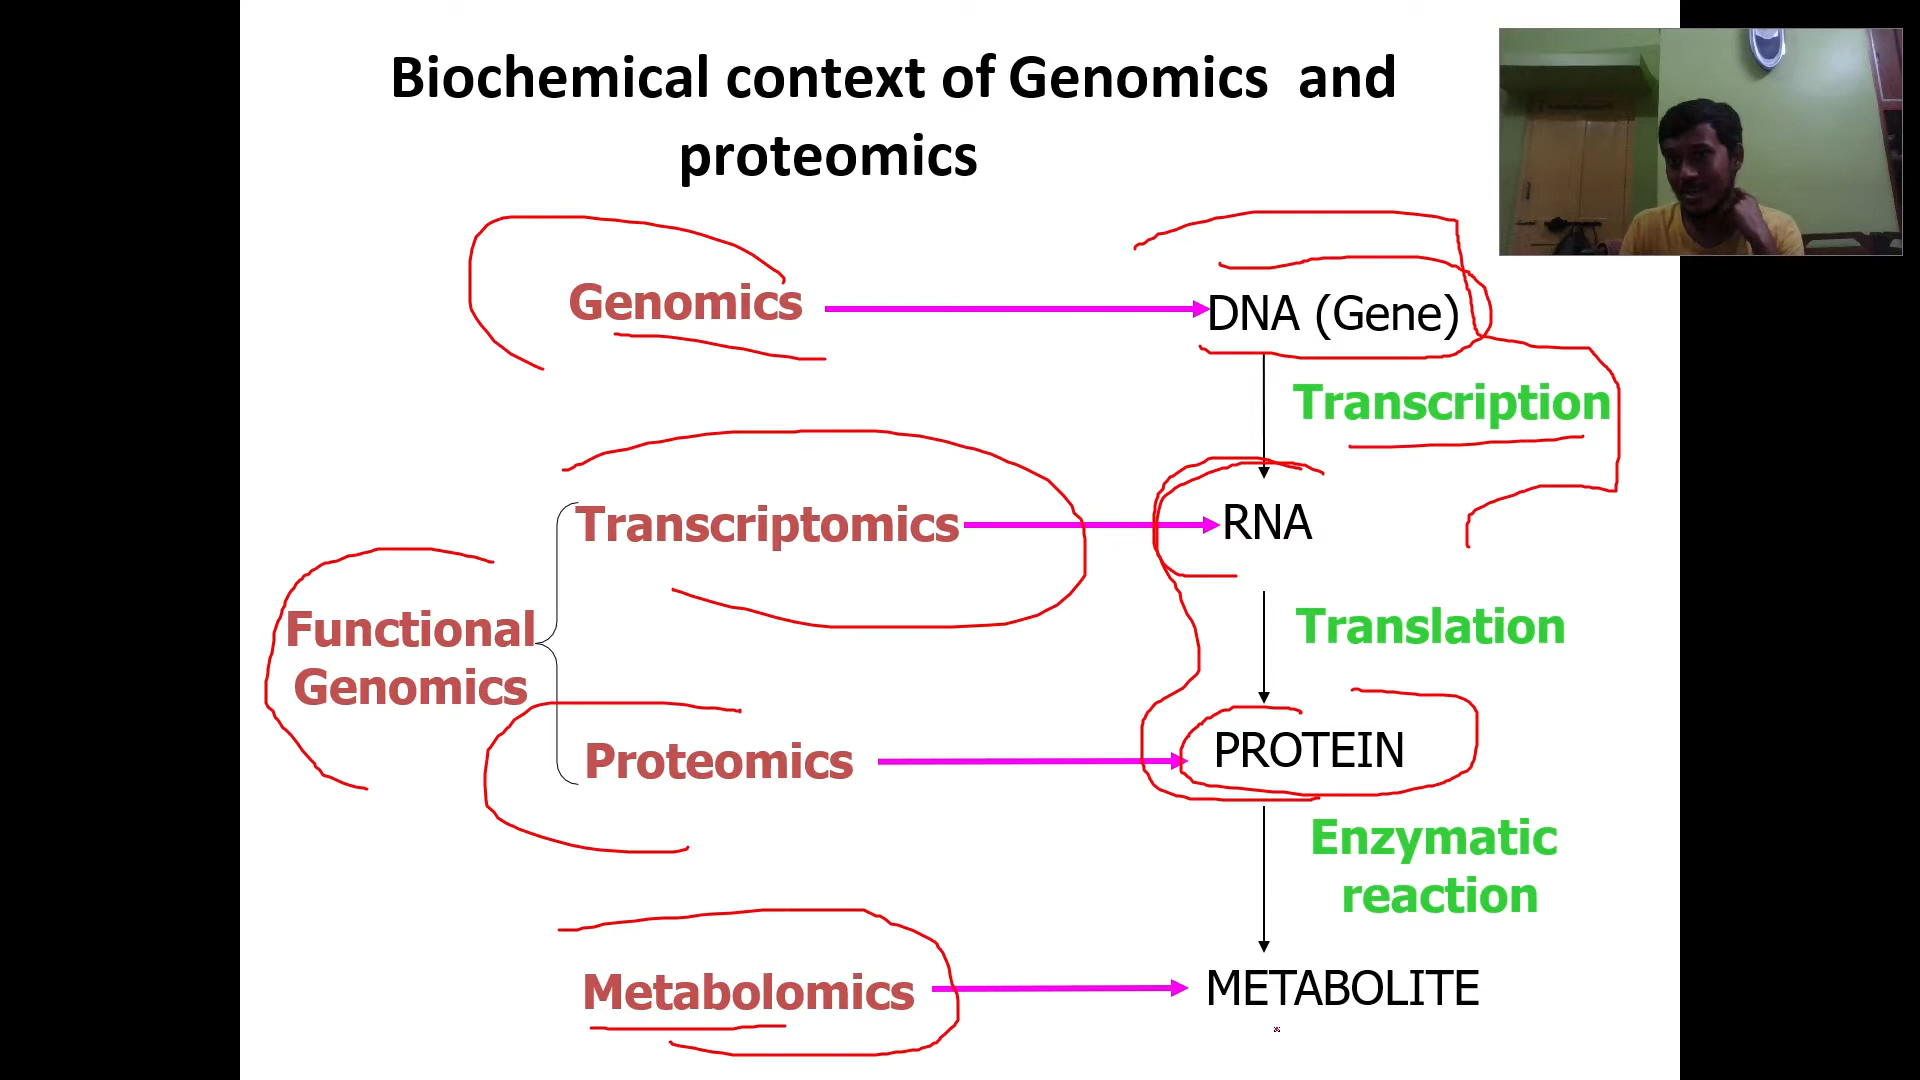 Biochemical context of Genomics and
proteomics
Genomics
DNA (Gene)
Transcription
Transcriptomics
RNA
Functional
Genomics
Translation
Proteomics
PROTEIN
Enzymatic
reaction
Metabolomics
METABOLITE